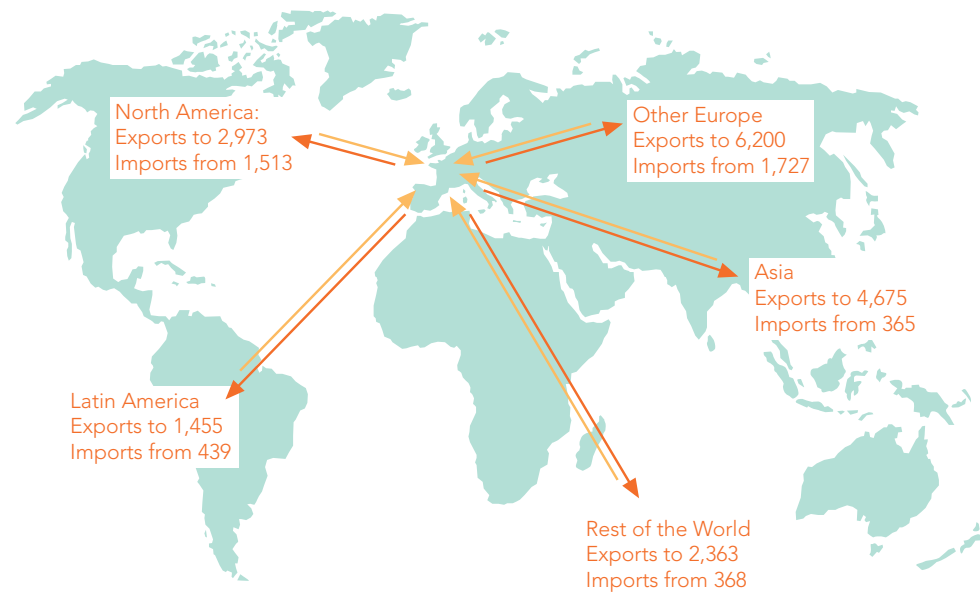 North America:
Exports to 2,973
Imports from 1,513
Other Europe
Exports to 6,200
Imports from 1,727
Asia
Exports to 4,675
Imports from 365
Latin America
Exports to 1,455
Imports from 439
Rest of the World
Exports to 2,363
Imports from 368